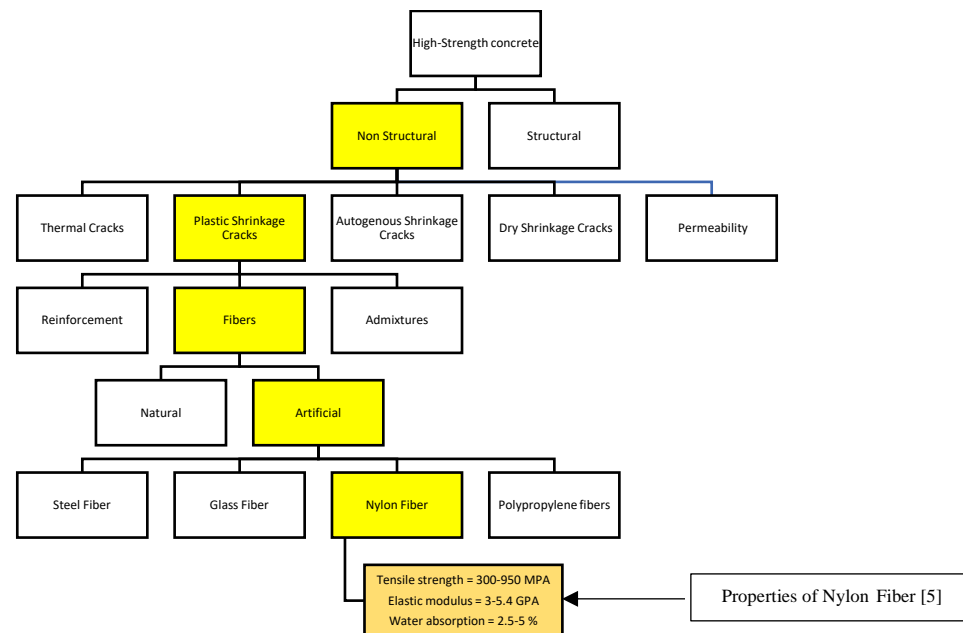 High-Strength concrete
Non Structural
Structural
Thermal Cracks
Plastic Shrinkage
Cracks
Autogenous Shrinkage
Cracks
Dry Shrinkage Cracks
Permeability
Reinforcement
Fibers
Admixtures
Natural
Artificial
Steel Fiber
Glass Fiber
Nylon Fiber
Polypropylene fibers
Tensile strength = 300-950 MPA
Elastic modulus = 3-5.4 GPA
Water absorption = 2.5-5 %
Properties of Nylon Fiber [5]